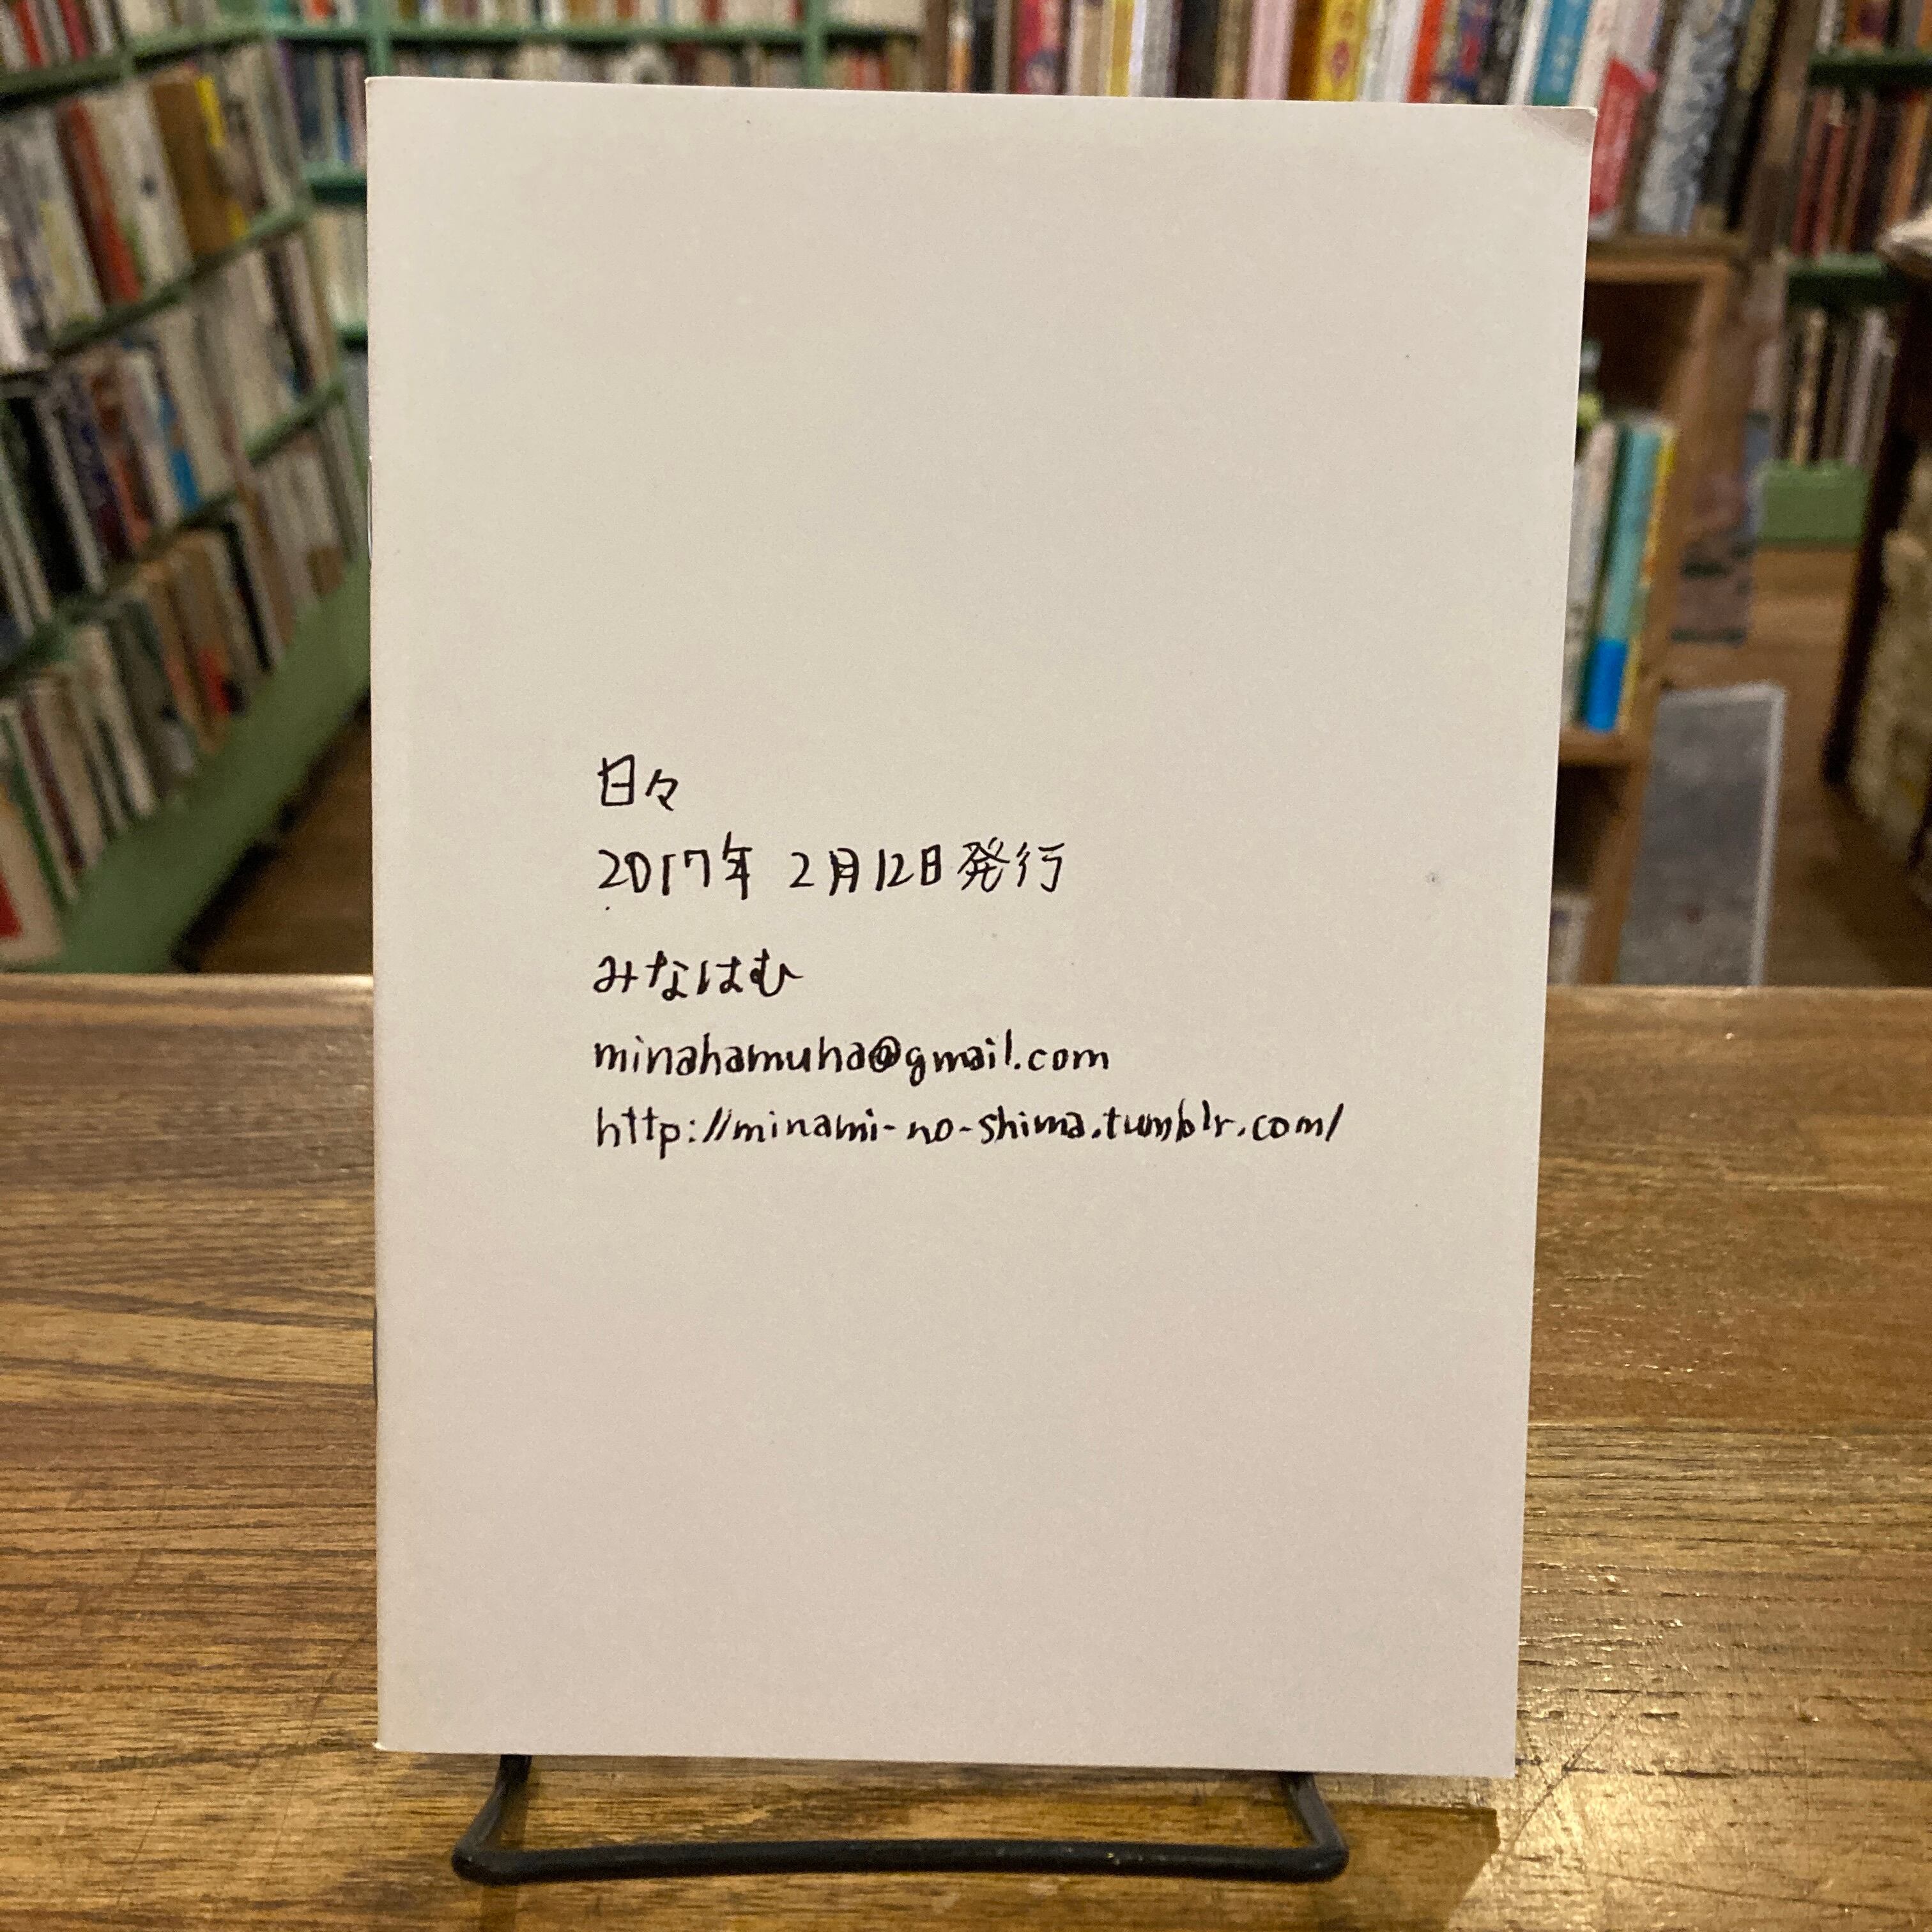 日々
2017年 2月12日発行
みなはむ
minahamuha@gmail.com
http://minami-no-shima.tumblr.com/